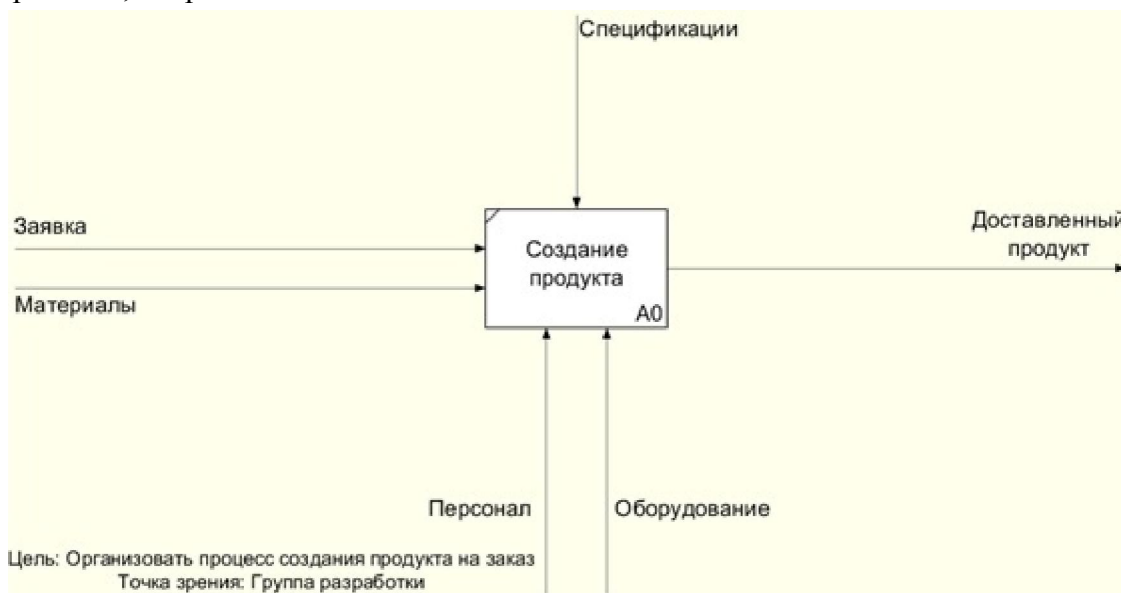 Спецификации
Заявка
Материалы
Создание
продукта
A0
Доставленный
продукт
Персонал
Оборудование
Цель: Организовать процесс создания продукта на заказ
Точка зрения: Группа разработки